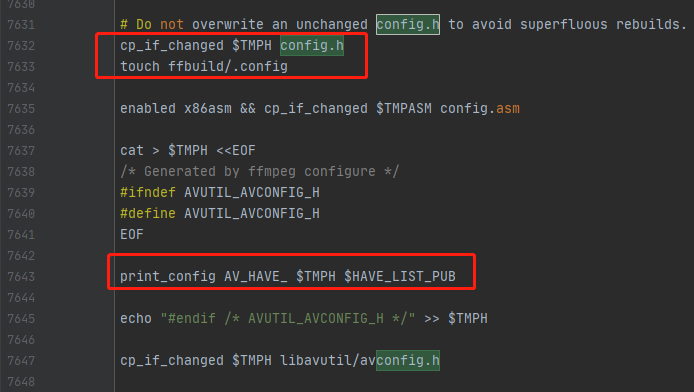 7630
7631 # Do not overwrite an unchanged config.h to avoid superfluous rebuilds.
7632 cp_if_changed $TMPH config.h
7633 touch ffbuild/.config
7634
7635 enabled x86asm && cp_if_changed $TMPASM config.asm
7636
7637 cat > $TMPH <<EOF
7638 /* Generated by ffmpeg configure */
7639 #ifndef AVUTIL_AVCONFIG_H
7640 #define AVUTIL_AVCONFIG_H
7641 EOF
7642
7643 print_config AV_HAVE_ $TMPH $HAVE_LIST_PUB
7644
7645 echo "#endif /* AVUTIL_AVCONFIG_H */" >> $TMPH
7646
7647 cp_if_changed $TMPH libavutil/avconfig.h
7648